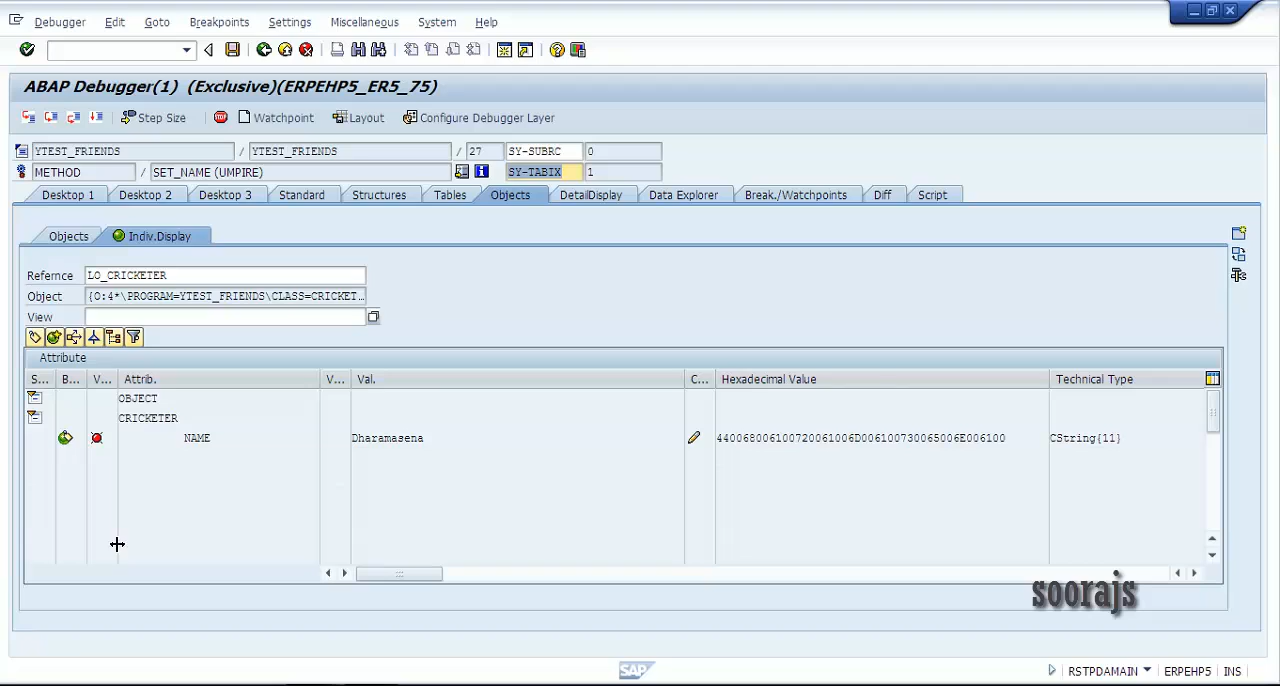 Debugger Edit Goto Breakpoints Settings Miscellaneous System Help
ABAP Debugger(1) (Exclusive)(ERPEHP5_ER5_75)
Step Size Watchpoint Layout Configure Debugger Layer
YTEST_FRIENDS / YTEST_FRIENDS / 27 SY-SUBRC 0
METHOD / SET_NAME (UMPIRE) SY-TABIX 1
Desktop 1 Desktop 2 Desktop 3 Standard Structures Tables Objects DetailDisplay Data Explorer Break./Watchpoints Diff Script
Objects Indiv.Display
Refernce LO_CRICKETER
Object {O:4*\PROGRAM=YTEST_FRIENDS\CLASS=CRICKET...
View
Attribute
S... B... V... Attrib. V... Val. C... Hexadecimal Value Technical Type
OBJECT
CRICKETER
NAME Dharamasena 440068006100720061006D006100730065006E006100 CString{11}
soorajs
SAP RSTPDAMAIN ERPEHP5 INS